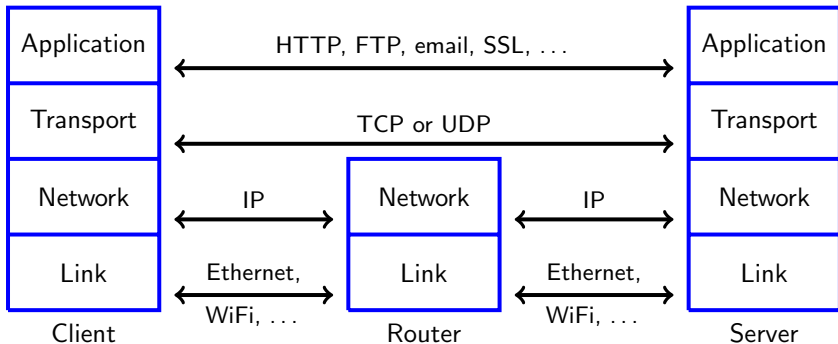 Application
HTTP, FTP, email, SSL, ...
Application
Transport
TCP or UDP
Transport
Network
IP
Network
IP
Network
Link
Ethernet,
WiFi, ...
Link
Ethernet,
WiFi, ...
Link
Client
Router
Server